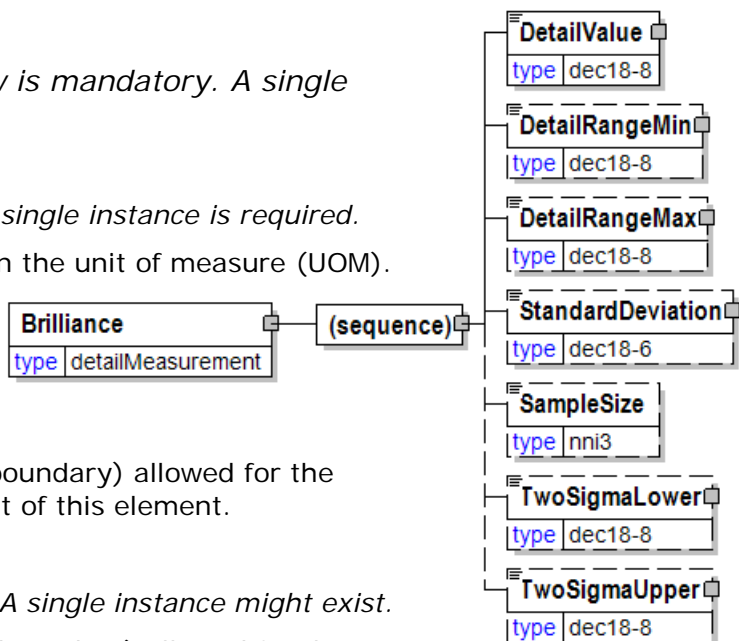 y is mandatory. A single
single instance is required.
n the unit of measure (UOM).
Brilliance
type detailMeasurement
(sequence)
DetailValue
type dec18-8
DetailRangeMin
type dec18-8
DetailRangeMax
type dec18-8
StandardDeviation
type dec18-6
SampleSize
type nni3
TwoSigmaLower
type dec18-8
TwoSigmaUpper
type dec18-8
boundary) allowed for the
t of this element.
A single instance might exist.